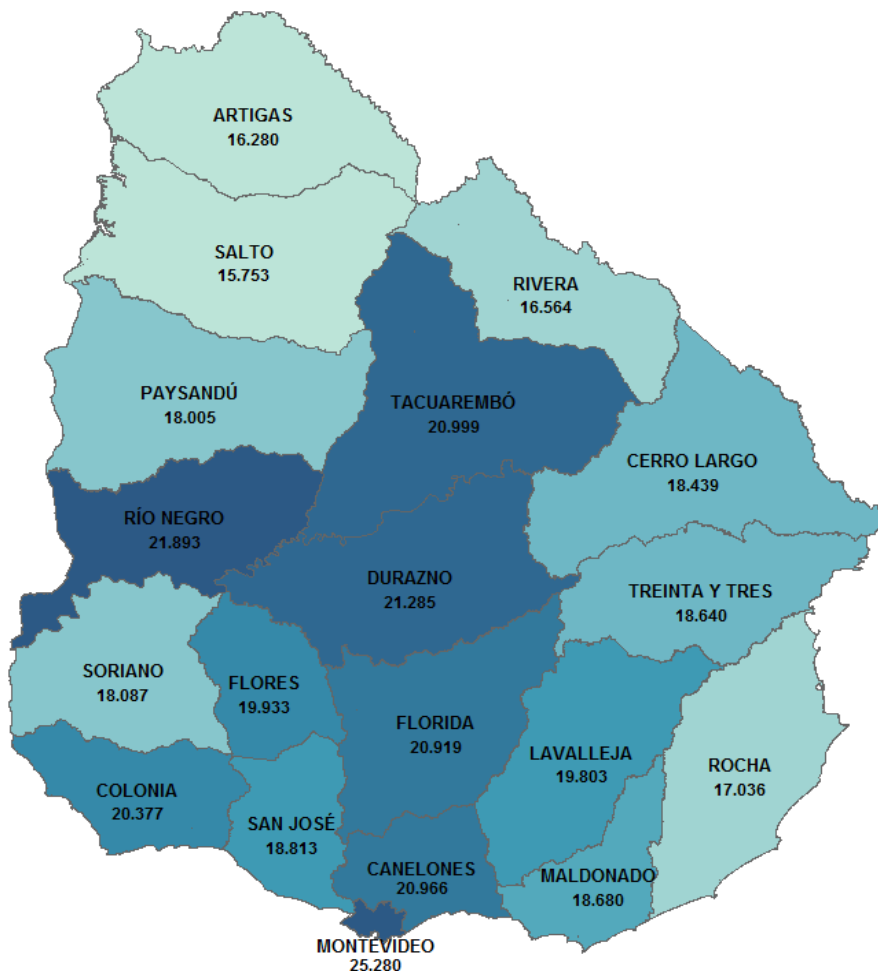 ARTIGAS
16.280
SALTO
15.753
RIVERA
16.564
PAYSANDÚ
18.005
TACUAREMBÓ
20.999
CERRO LARGO
18.439
RÍO NEGRO
21.893
DURAZNO
21.285
TREINTA Y TRES
18.640
SORIANO
18.087
FLORES
19.933
FLORIDA
20.919
LAVALLEJA
19.803
ROCHA
17.036
COLONIA
20.377
SAN JOSÉ
18.813
CANELONES
20.966
MALDONADO
18.680
MONTEVIDEO
25.280